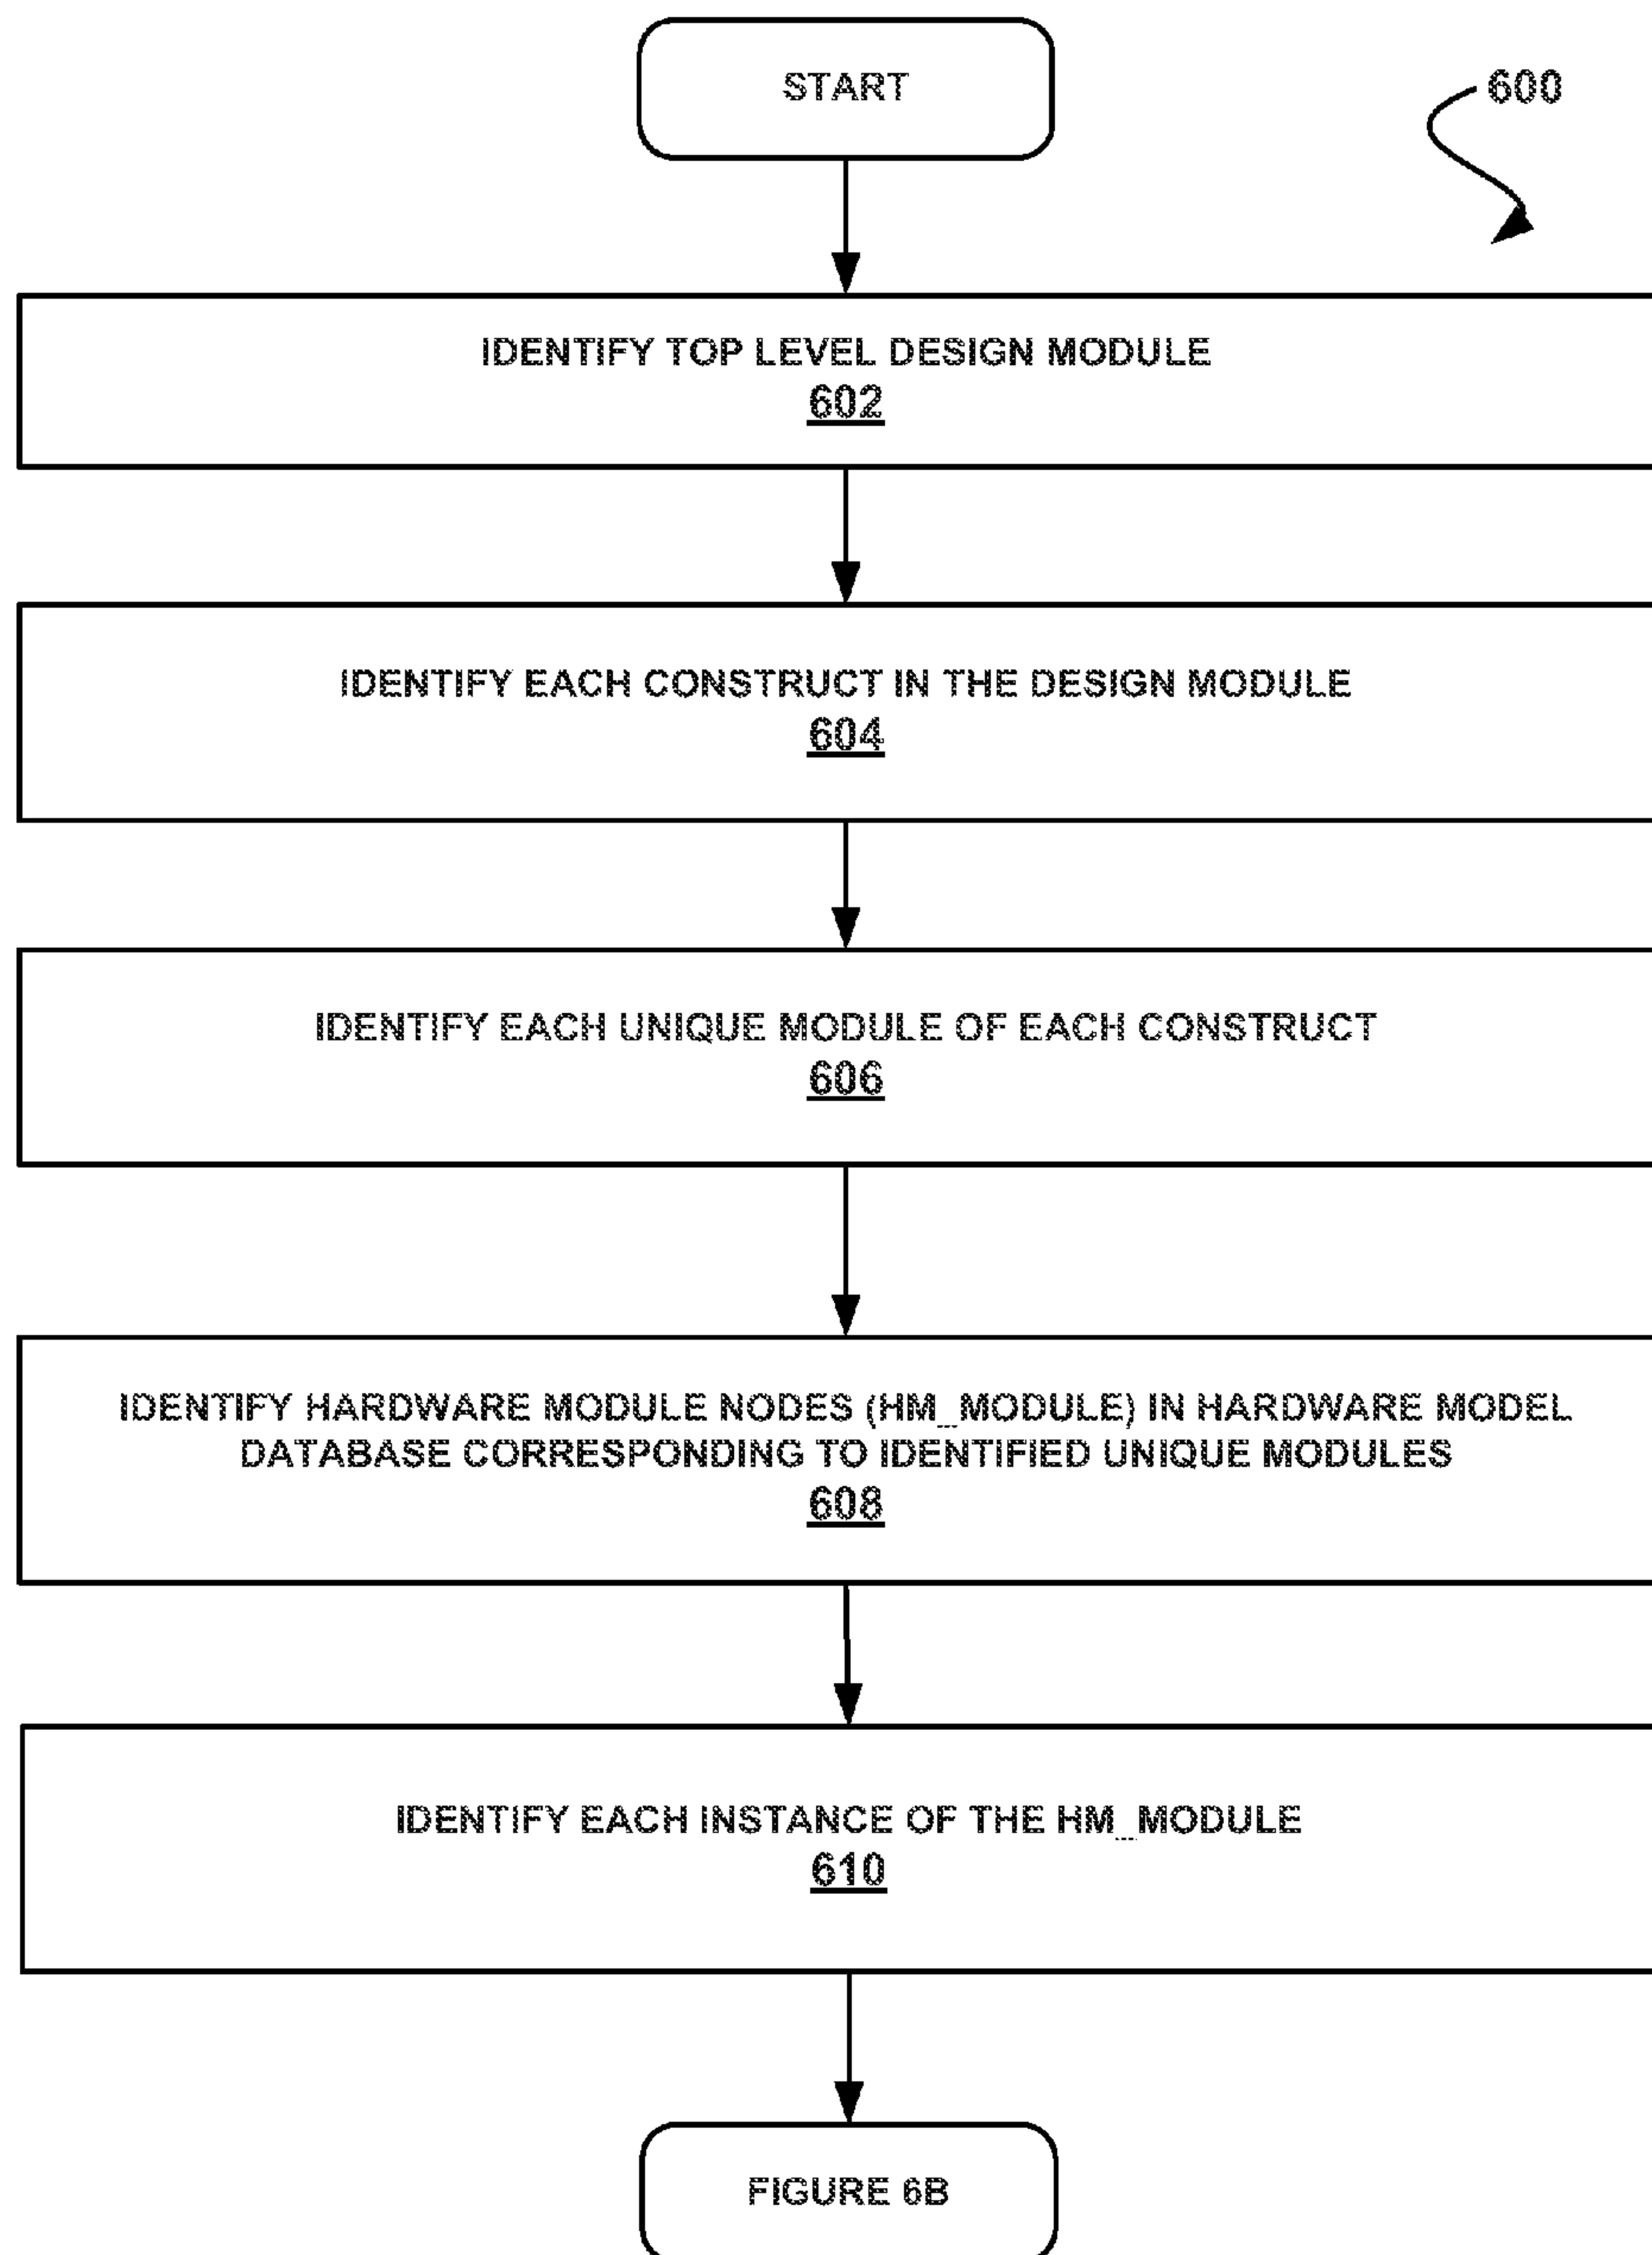 START
600
IDENTIFY TOP LEVEL DESIGN MODULE
602
IDENTIFY EACH CONSTRUCT IN THE DESIGN MODULE
604
IDENTIFY EACH UNIQUE MODULE OF EACH CONSTRUCT
606
IDENTIFY HARDWARE MODULE NODES (HM_MODULE) IN HARDWARE MODEL
DATABASE CORRESPONDING TO IDENTIFIED UNIQUE MODULES
608
IDENTIFY EACH INSTANCE OF THE HM_MODULE
610
FIGURE 6B